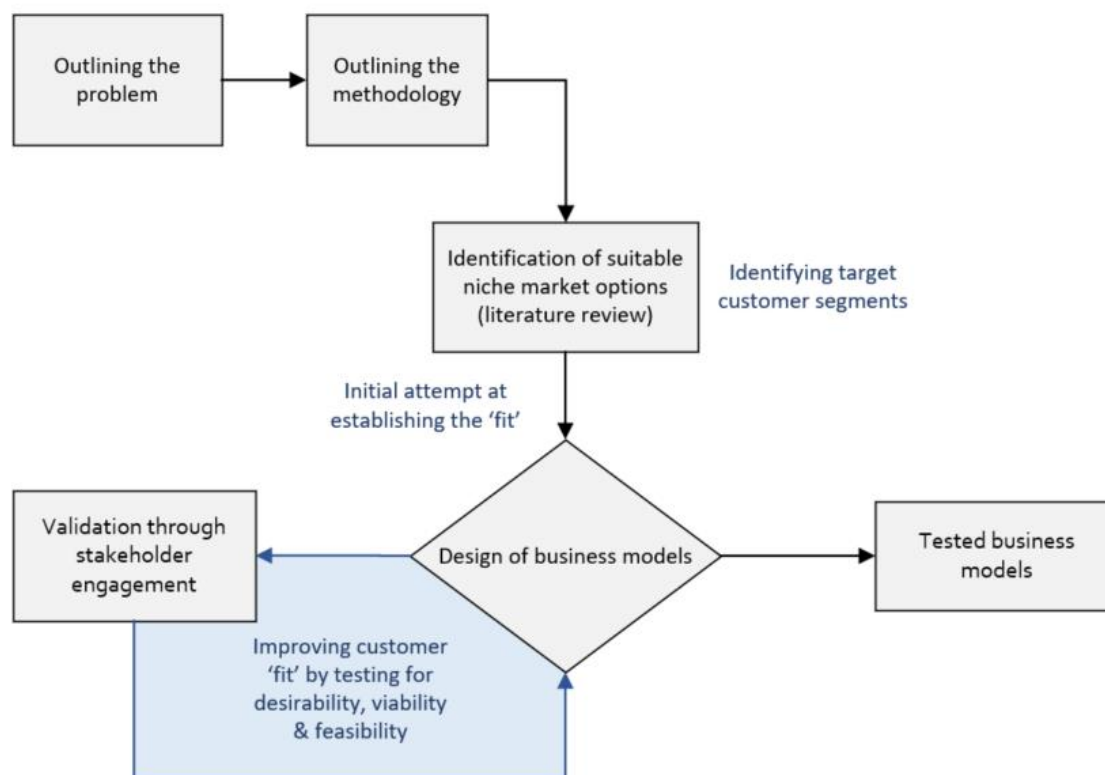 Outlining the
problem
Outlining the
methodology
Identification of suitable
niche market options
(literature review)
Identifying target
customer segments
Initial attempt at
establishing the ‘fit’
Validation through
stakeholder
engagement
Design of business models
Tested business
models
Improving customer
‘fit’ by testing for
desirability, viability
& feasibility